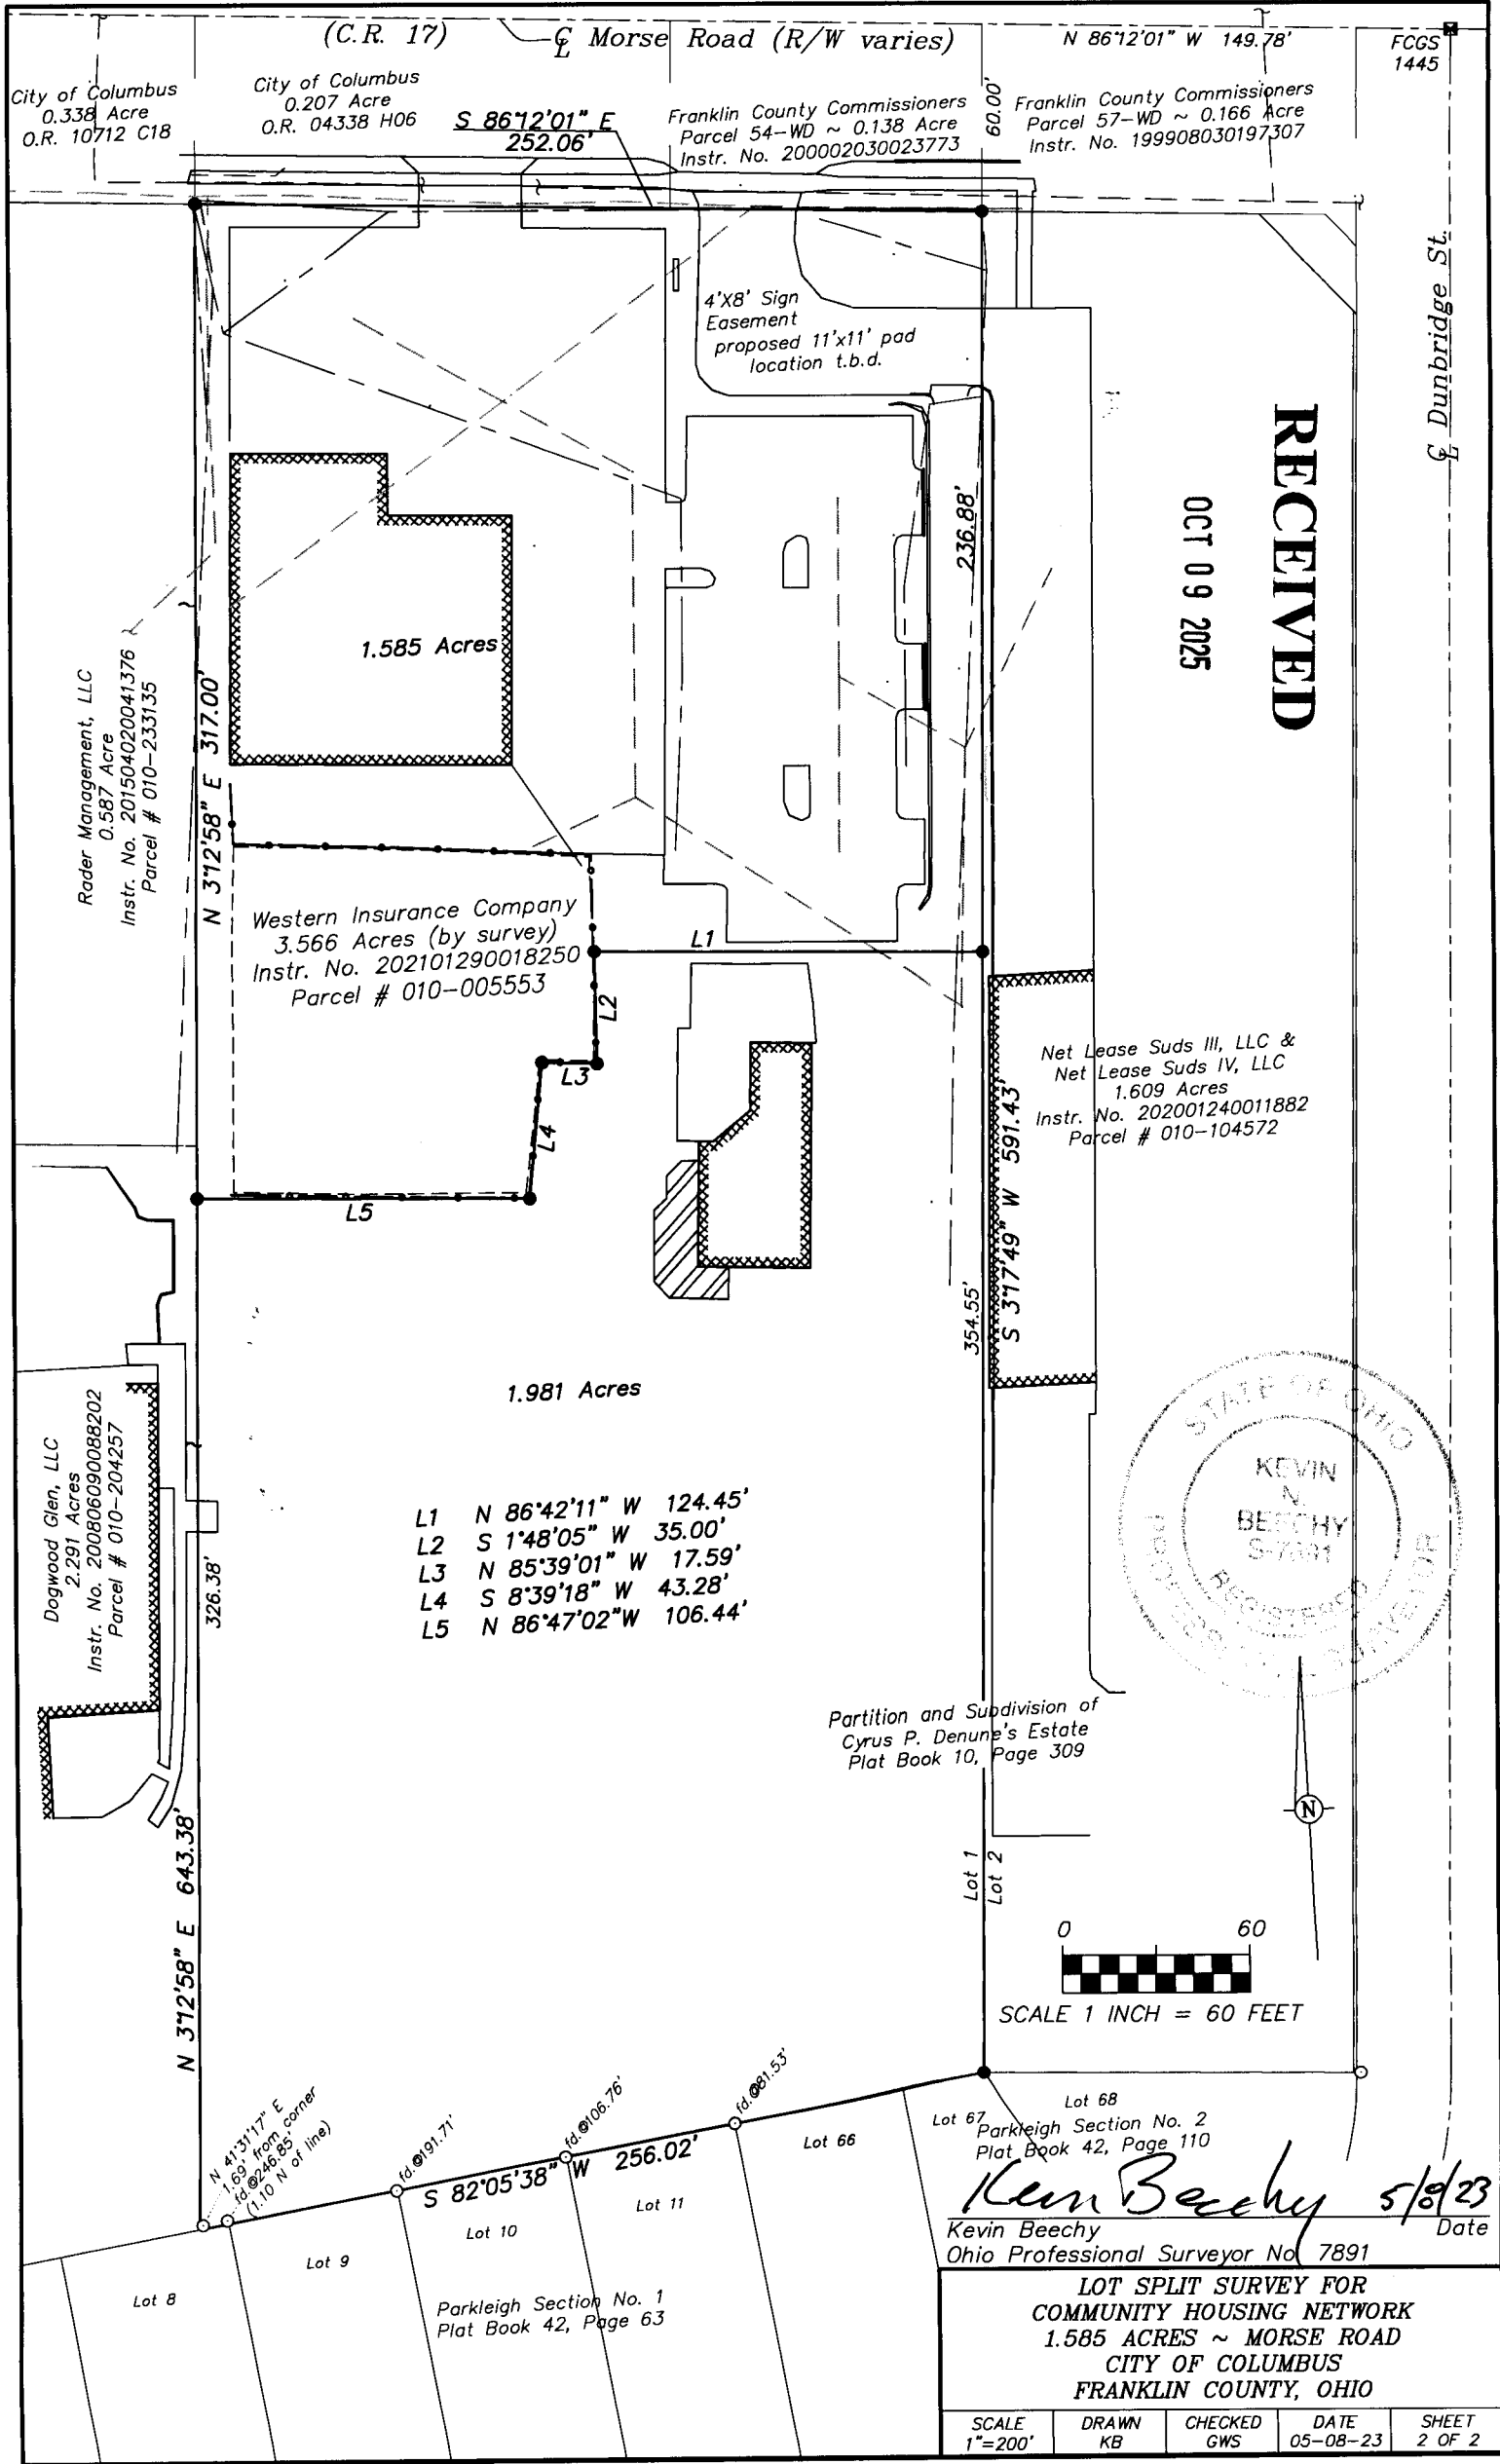 (C.R. 17)
℄ Morse Road (R/W varies)
N 86°12'01" W 149.78'
FCGS
1445
City of Columbus
0.338 Acre
O.R. 10712 C18
City of Columbus
0.207 Acre
O.R. 04338 H06
S 86°12'01" E
252.06'
Franklin County Commissioners
Parcel 54-WD ~ 0.138 Acre
Instr. No. 200002030023773
60.00'
Franklin County Commissioners
Parcel 57-WD ~ 0.166 Acre
Instr. No. 199908030197307
℄ Dunbridge St.
4'X8' Sign
Easement
proposed 11'x11' pad
location t.b.d.
RECEIVED
OCT 09 2025
236.88'
1.585 Acres
Rader Management, LLC
0.587 Acre
Instr. No. 201504020041376
Parcel # 010-233135
N 3°12'58" E 317.00'
Western Insurance Company
3.566 Acres (by survey)
Instr. No. 202101290018250
Parcel # 010-005553
L1
L2
L3
L4
L5
Net Lease Suds III, LLC &
Net Lease Suds IV, LLC
1.609 Acres
Instr. No. 202001240011882
Parcel # 010-104572
S 3°17'49" W 591.43'
354.55'
1.981 Acres
Dogwood Glen, LLC
2.291 Acres
Instr. No. 200806090088202
Parcel # 010-204257
326.38'
L1 N 86°42'11" W 124.45'
L2 S 1°48'05" W 35.00'
L3 N 85°39'01" W 17.59'
L4 S 8°39'18" W 43.28'
L5 N 86°47'02"W 106.44'
STATE OF OHIO
KEVIN
N.
BEECHY
REGISTERED
Partition and Subdivision of
Cyrus P. Denune's Estate
Plat Book 10, Page 309
N
N 3°12'58" E 643.38'
Lot 1
Lot 2
0 60
SCALE 1 INCH = 60 FEET
N 41°31'17" E
1.69' from corner
fd.@246.85'
(1.10 N of line)
fd.@191.71'
fd.@106.76'
fd.@81.53'
S 82°05'38" W 256.02'
Lot 66
Lot 67
Lot 68
Parkleigh Section No. 2
Plat Book 42, Page 110
Lot 11
Lot 10
Lot 9
Lot 8
Parkleigh Section No. 1
Plat Book 42, Page 63
Kevin Beechy 5/8/23
Kevin Beechy Date
Ohio Professional Surveyor No. 7891
LOT SPLIT SURVEY FOR
COMMUNITY HOUSING NETWORK
1.585 ACRES ~ MORSE ROAD
CITY OF COLUMBUS
FRANKLIN COUNTY, OHIO
SCALE DRAWN CHECKED DATE SHEET
1"=200' KB GWS 05-08-23 2 OF 2